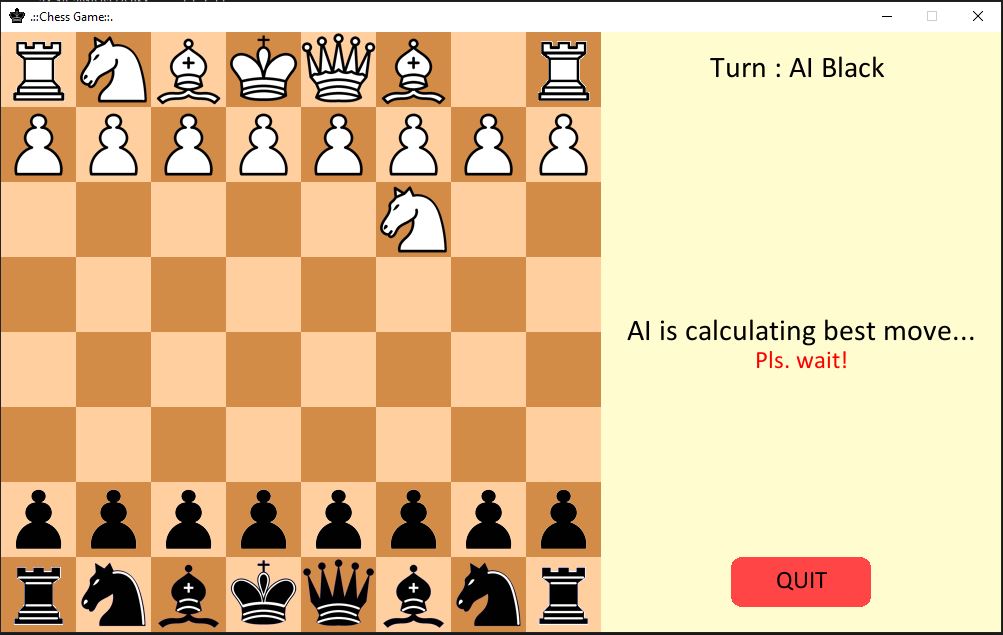 .::Chess Game::.
Turn : AI Black
AI is calculating best move...
Pls. wait!
QUIT